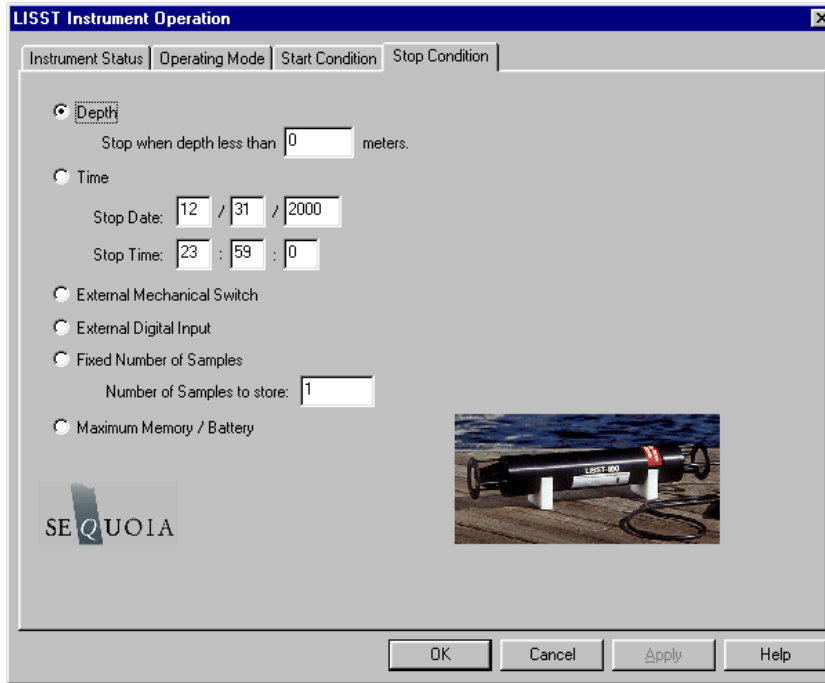 LISST Instrument Operation
Instrument Status Operating Mode Start Condition Stop Condition
Depth
Stop when depth less than 0 meters.
Time
Stop Date: 12 / 31 / 2000
Stop Time: 23 : 59 : 0
External Mechanical Switch
External Digital Input
Fixed Number of Samples
Number of Samples to store: 1
Maximum Memory / Battery
LISST-100
SEQUOIA
OK Cancel Apply Help